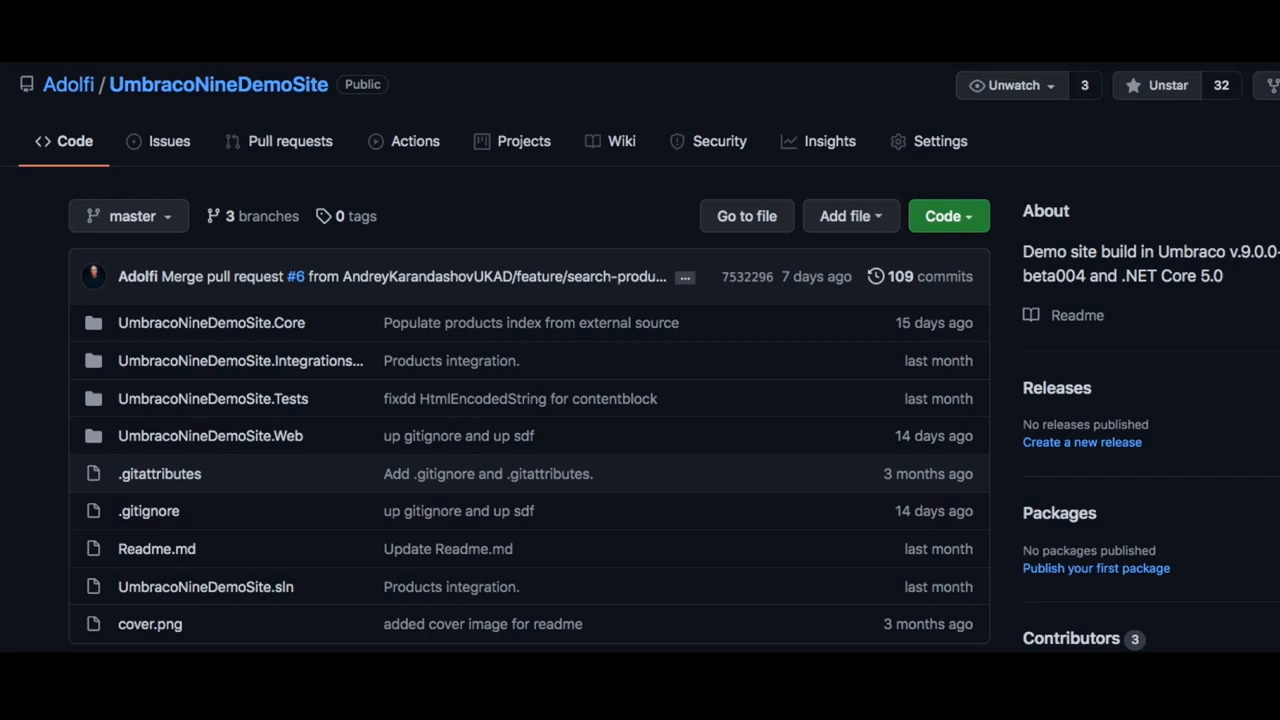 Adolfi / UmbracoNineDemoSite Public Unwatch 3 Unstar 32
Code Issues Pull requests Actions Projects Wiki Security Insights Settings
master 3 branches 0 tags Go to file Add file Code
Adolfi Merge pull request #6 from AndreyKarandashovUKAD/feature/search-produ... ... 7532296 7 days ago 109 commits
UmbracoNineDemoSite.Core Populate products index from external source 15 days ago
UmbracoNineDemoSite.Integrations... Products integration. last month
UmbracoNineDemoSite.Tests fixdd HtmlEncodedString for contentblock last month
UmbracoNineDemoSite.Web up gitignore and up sdf 14 days ago
.gitattributes Add .gitignore and .gitattributes. 3 months ago
.gitignore up gitignore and up sdf 14 days ago
Readme.md Update Readme.md last month
UmbracoNineDemoSite.sln Products integration. last month
cover.png added cover image for readme 3 months ago
About
Demo site build in Umbraco v.9.0.0-
beta004 and .NET Core 5.0
Readme
Releases
No releases published
Create a new release
Packages
No packages published
Publish your first package
Contributors 3